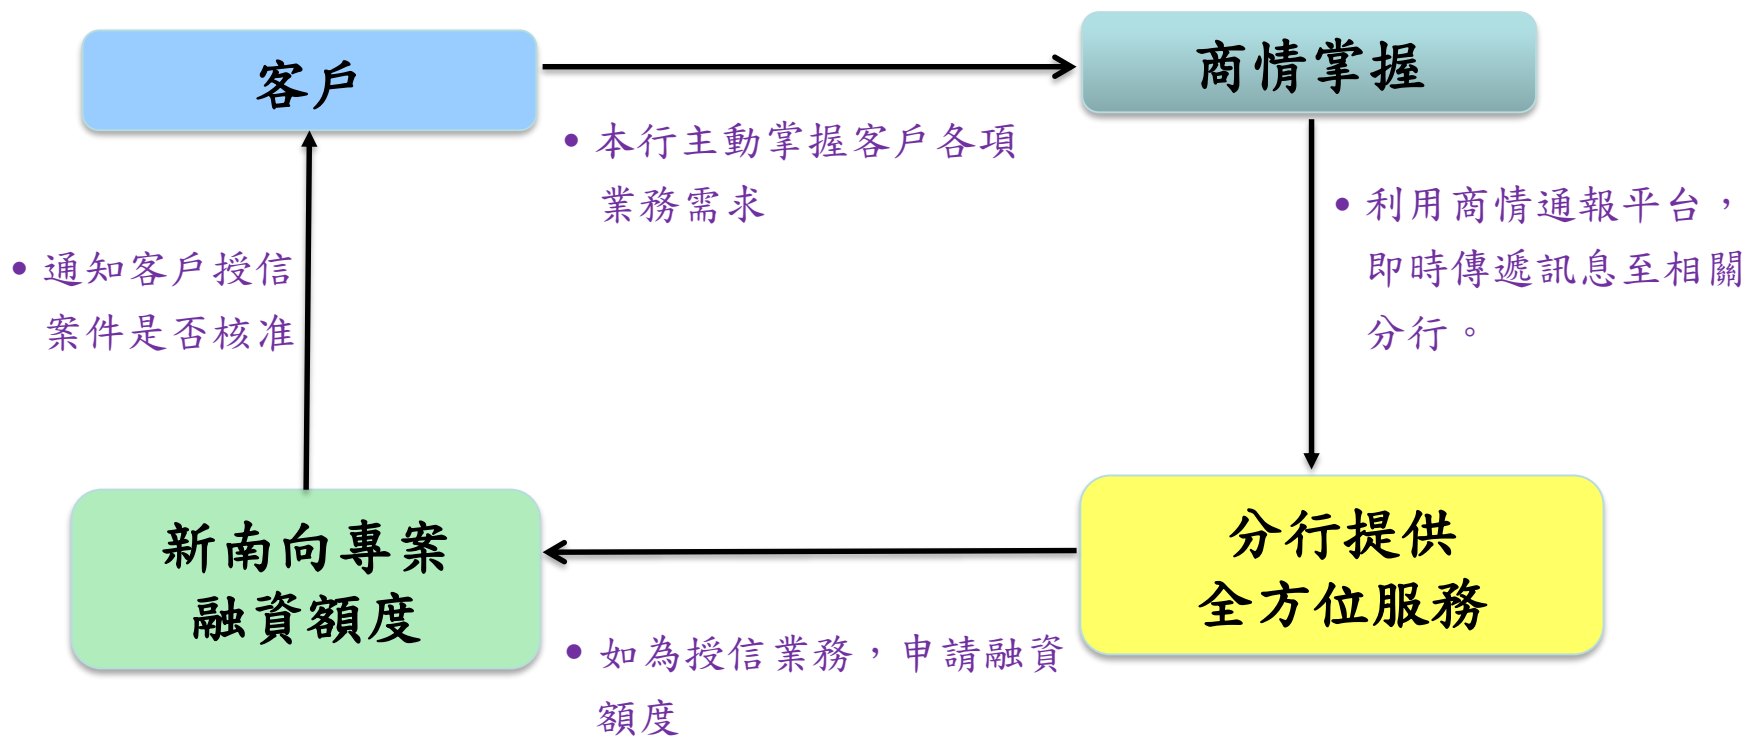 客戶
商情掌握
• 本行主動掌握客戶各項
業務需求
• 利用商情通報平台，
即時傳遞訊息至相關
分行。
• 通知客戶授信
案件是否核准
新南向專案
融資額度
分行提供
全方位服務
• 如為授信業務，申請融資
額度